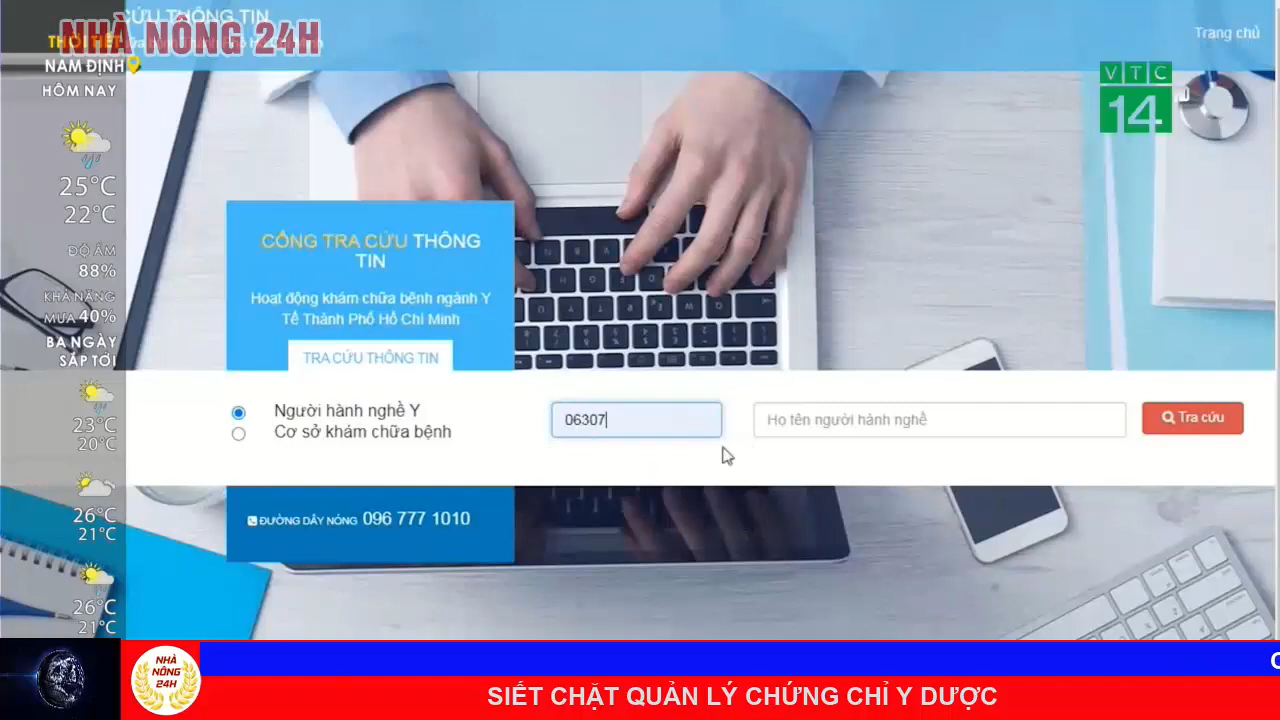 CỨU THÔNG TIN
NHÀ NÔNG 24H
THỜI TIẾT
Trang chủ
NAM ĐỊNH
HÔM NAY
VTC
14
25°C
22°C
ĐỘ ẨM
88%
KHẢ NĂNG
MƯA 40%
BA NGÀY
SẮP TỚI
23°C
20°C
26°C
21°C
26°C
21°C
CỔNG TRA CỨU THÔNG
TIN
Hoạt động khám chữa bệnh ngành Y
Tế Thành Phố Hồ Chí Minh
TRA CỨU THÔNG TIN
Người hành nghề Y
Cơ sở khám chữa bệnh
06307
Họ tên người hành nghề
Tra cứu
ĐƯỜNG DÂY NÓNG 096 777 1010
NHÀ
NÔNG
24H
SIẾT CHẶT QUẢN LÝ CHỨNG CHỈ Y DƯỢC